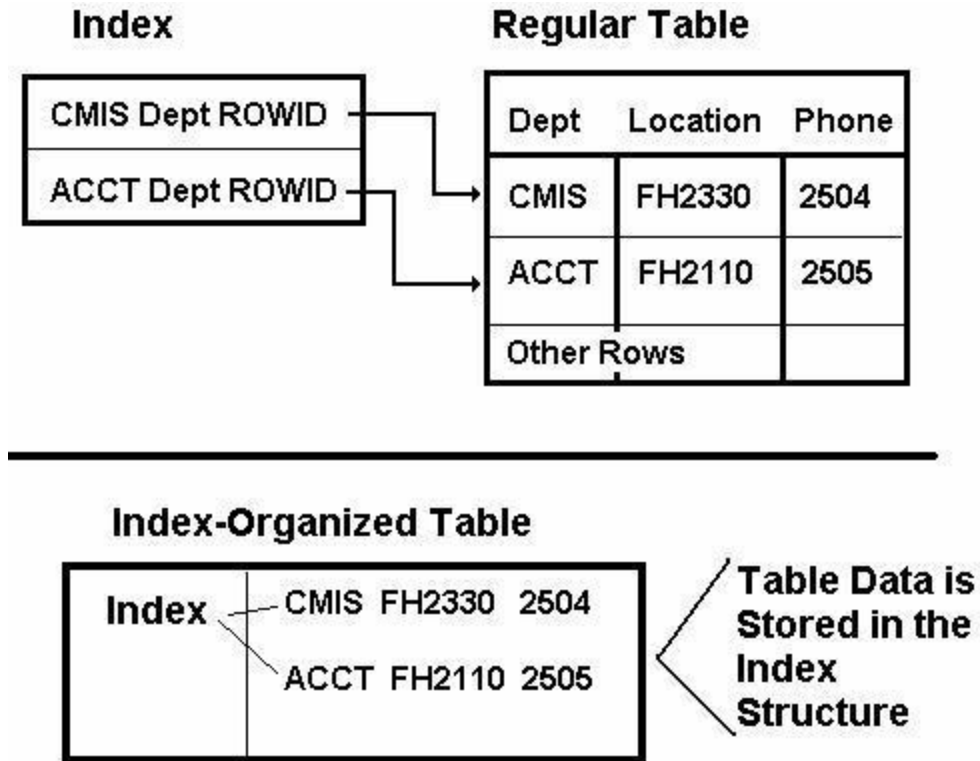 Index
Regular Table
CMIS Dept ROWID
ACCT Dept ROWID
Dept Location Phone
CMIS FH2330 2504
ACCT FH2110 2505
Other Rows
Index-Organized Table
Index
CMIS FH2330 2504
ACCT FH2110 2505
Table Data is
Stored in the
Index
Structure